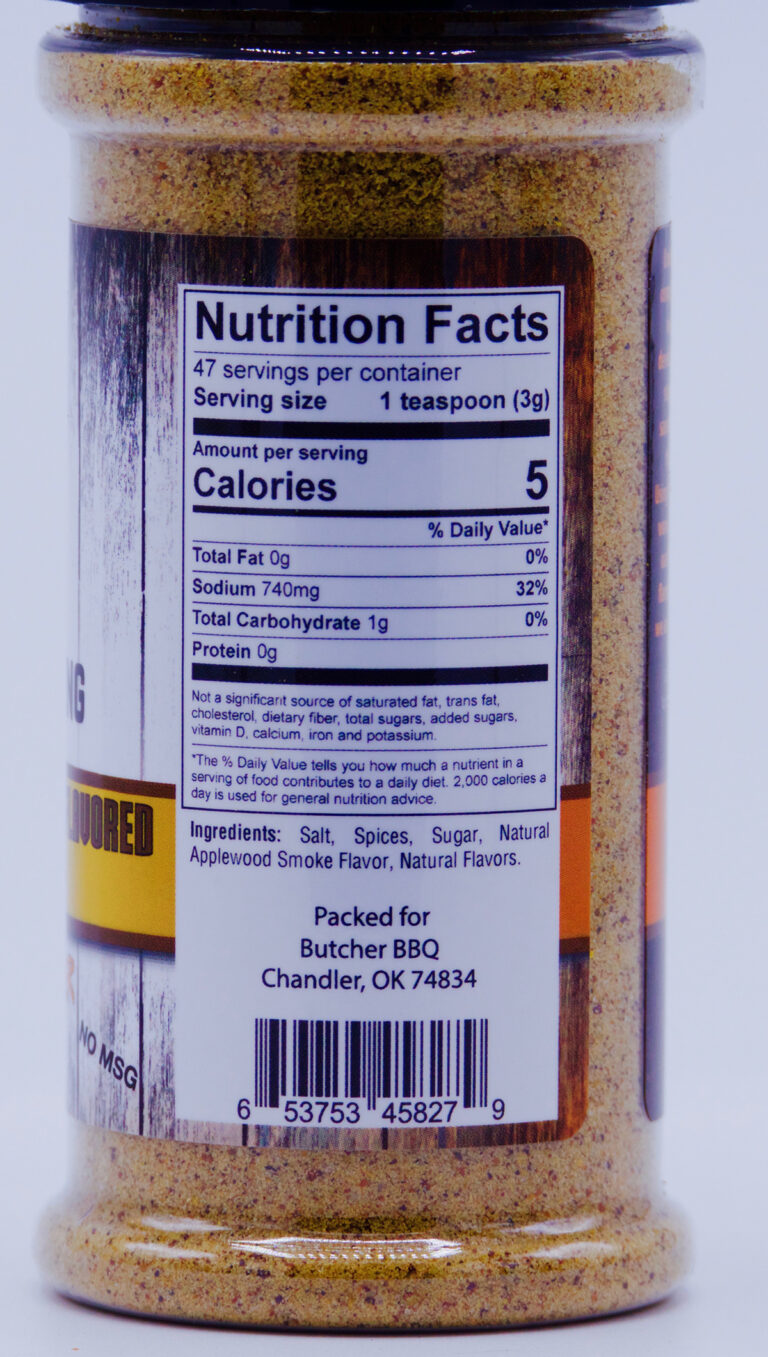 Nutrition Facts
47 servings per container
Serving size 1 teaspoon (3g)
Amount per serving
Calories 5
% Daily Value*
Total Fat 0g 0%
Sodium 740mg 32%
Total Carbohydrate 1g 0%
Protein 0g
Not a significant source of saturated fat, trans fat,
cholesterol, dietary fiber, total sugars, added sugars,
vitamin D, calcium, iron and potassium.
*The % Daily Value tells you how much a nutrient in a
serving of food contributes to a daily diet. 2,000 calories a
day is used for general nutrition advice.
Ingredients: Salt, Spices, Sugar, Natural
Applewood Smoke Flavor, Natural Flavors.
Packed for
Butcher BBQ
Chandler, OK 74834
6 53753 45827 9
NO MSG